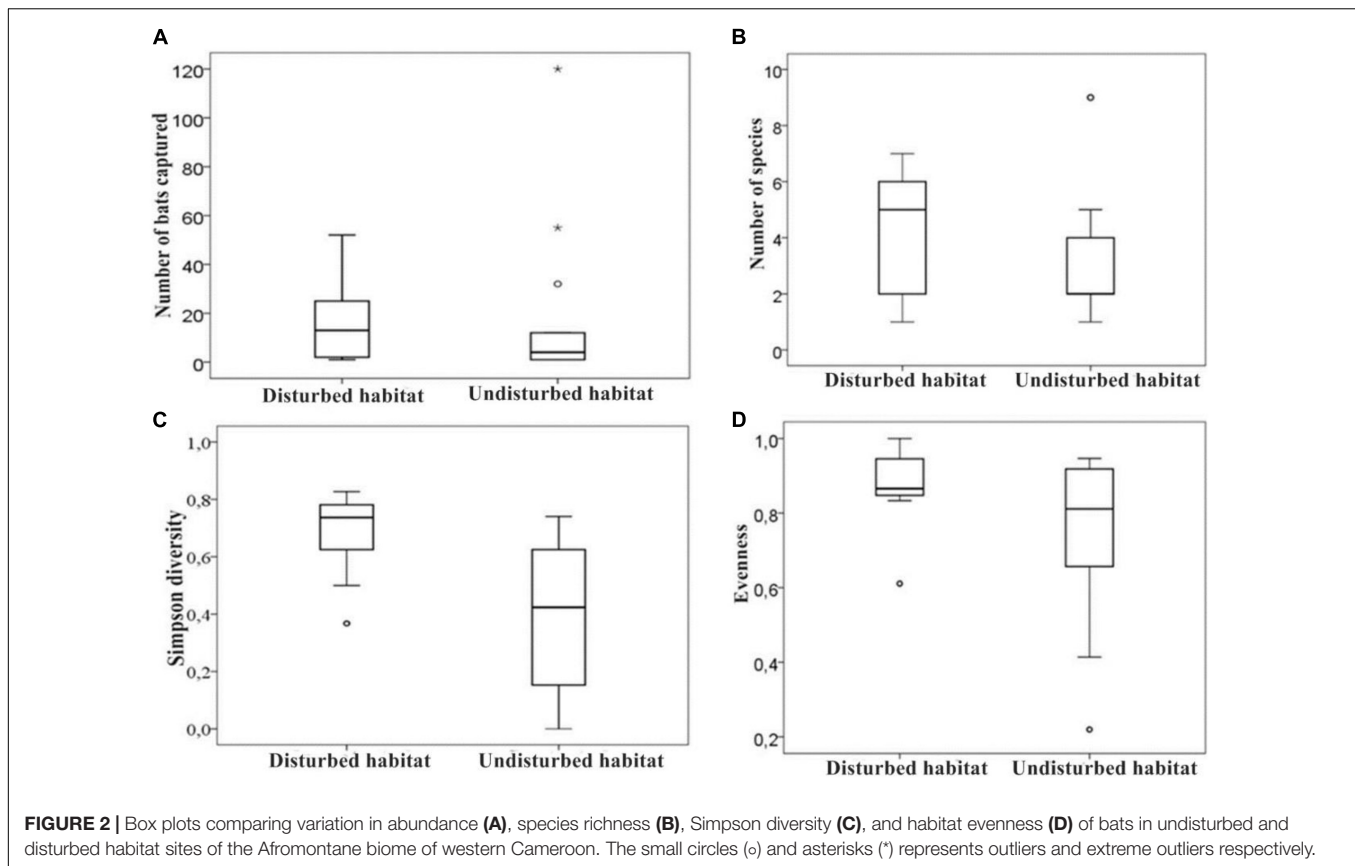 A
Number of bats captured
120
100
80
60
40
20
0
*
*
Disturbed habitat
Undisturbed habitat
B
Number of species
10
8
6
4
2
0
Disturbed habitat
Undisturbed habitat
C
Simpson diversity
1,0
0,8
0,6
0,4
0,2
0,0
Disturbed habitat
Undisturbed habitat
D
Evenness
1,0
0,8
0,6
0,4
0,2
Disturbed habitat
Undisturbed habitat
FIGURE 2 | Box plots comparing variation in abundance (A), species richness (B), Simpson diversity (C), and habitat evenness (D) of bats in undisturbed and
disturbed habitat sites of the Afromontane biome of western Cameroon. The small circles (○) and asterisks (*) represents outliers and extreme outliers respectively.